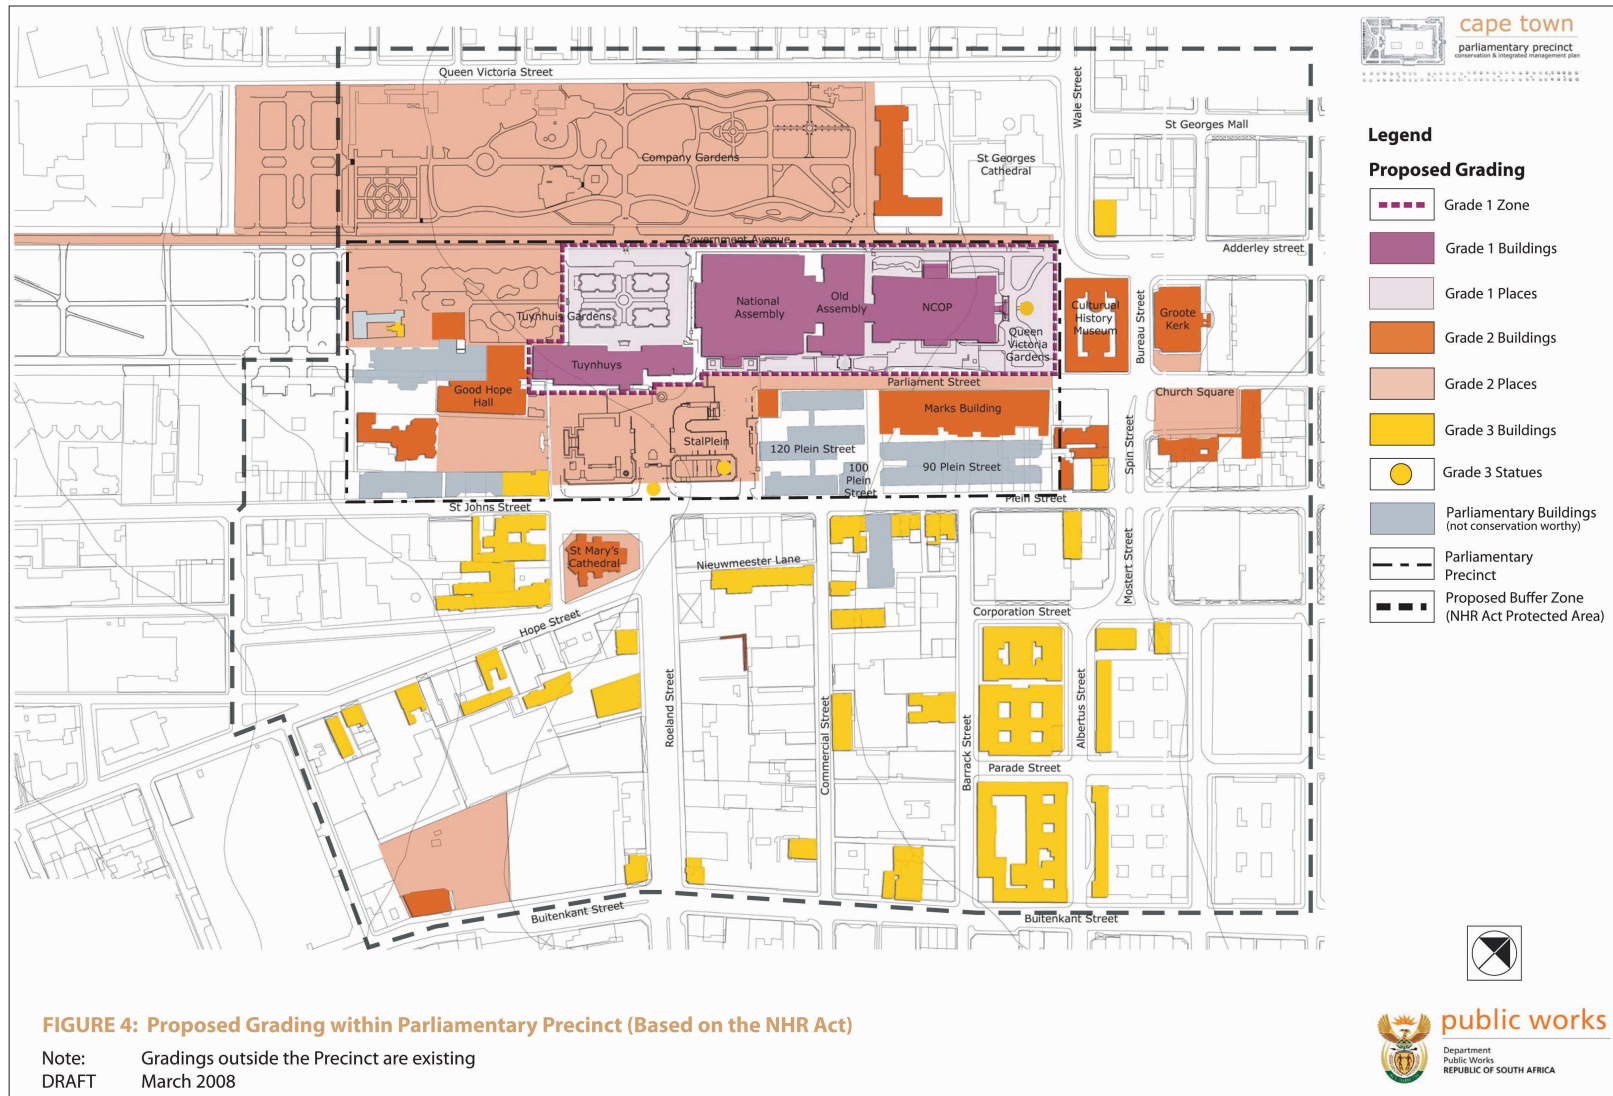 cape town
parliamentary precinct
conservation & integrated management plan
Queen Victoria Street
Wale Street
St Georges Mall
Company Gardens
St Georges
Cathedral
Government Avenue
Adderley street
Tuynhuis Gardens
National
Assembly
Old
Assembly
NCOP
Queen
Victoria
Gardens
Culturual
History
Museum
Bureau Street
Groote
Kerk
Tuynhuys
Good Hope
Hall
Parliament Street
Church Square
Marks Building
StalPlein
120 Plein Street
100
Plein
Street
90 Plein Street
Spin Street
Plein Street
St Johns Street
St Mary's
Cathedral
Nieuwmeester Lane
Mostert Street
Corporation Street
Hope Street
Roeland Street
Commercial Street
Barrack Street
Albertus Street
Parade Street
Buitenkant Street
Buitenkant Street
Legend
Proposed Grading
Grade 1 Zone
Grade 1 Buildings
Grade 1 Places
Grade 2 Buildings
Grade 2 Places
Grade 3 Buildings
Grade 3 Statues
Parliamentary Buildings
(not conservation worthy)
Parliamentary
Precinct
Proposed Buffer Zone
(NHR Act Protected Area)
FIGURE 4: Proposed Grading within Parliamentary Precinct (Based on the NHR Act)
Note: Gradings outside the Precinct are existing
DRAFT March 2008
public works
Department
Public Works
REPUBLIC OF SOUTH AFRICA